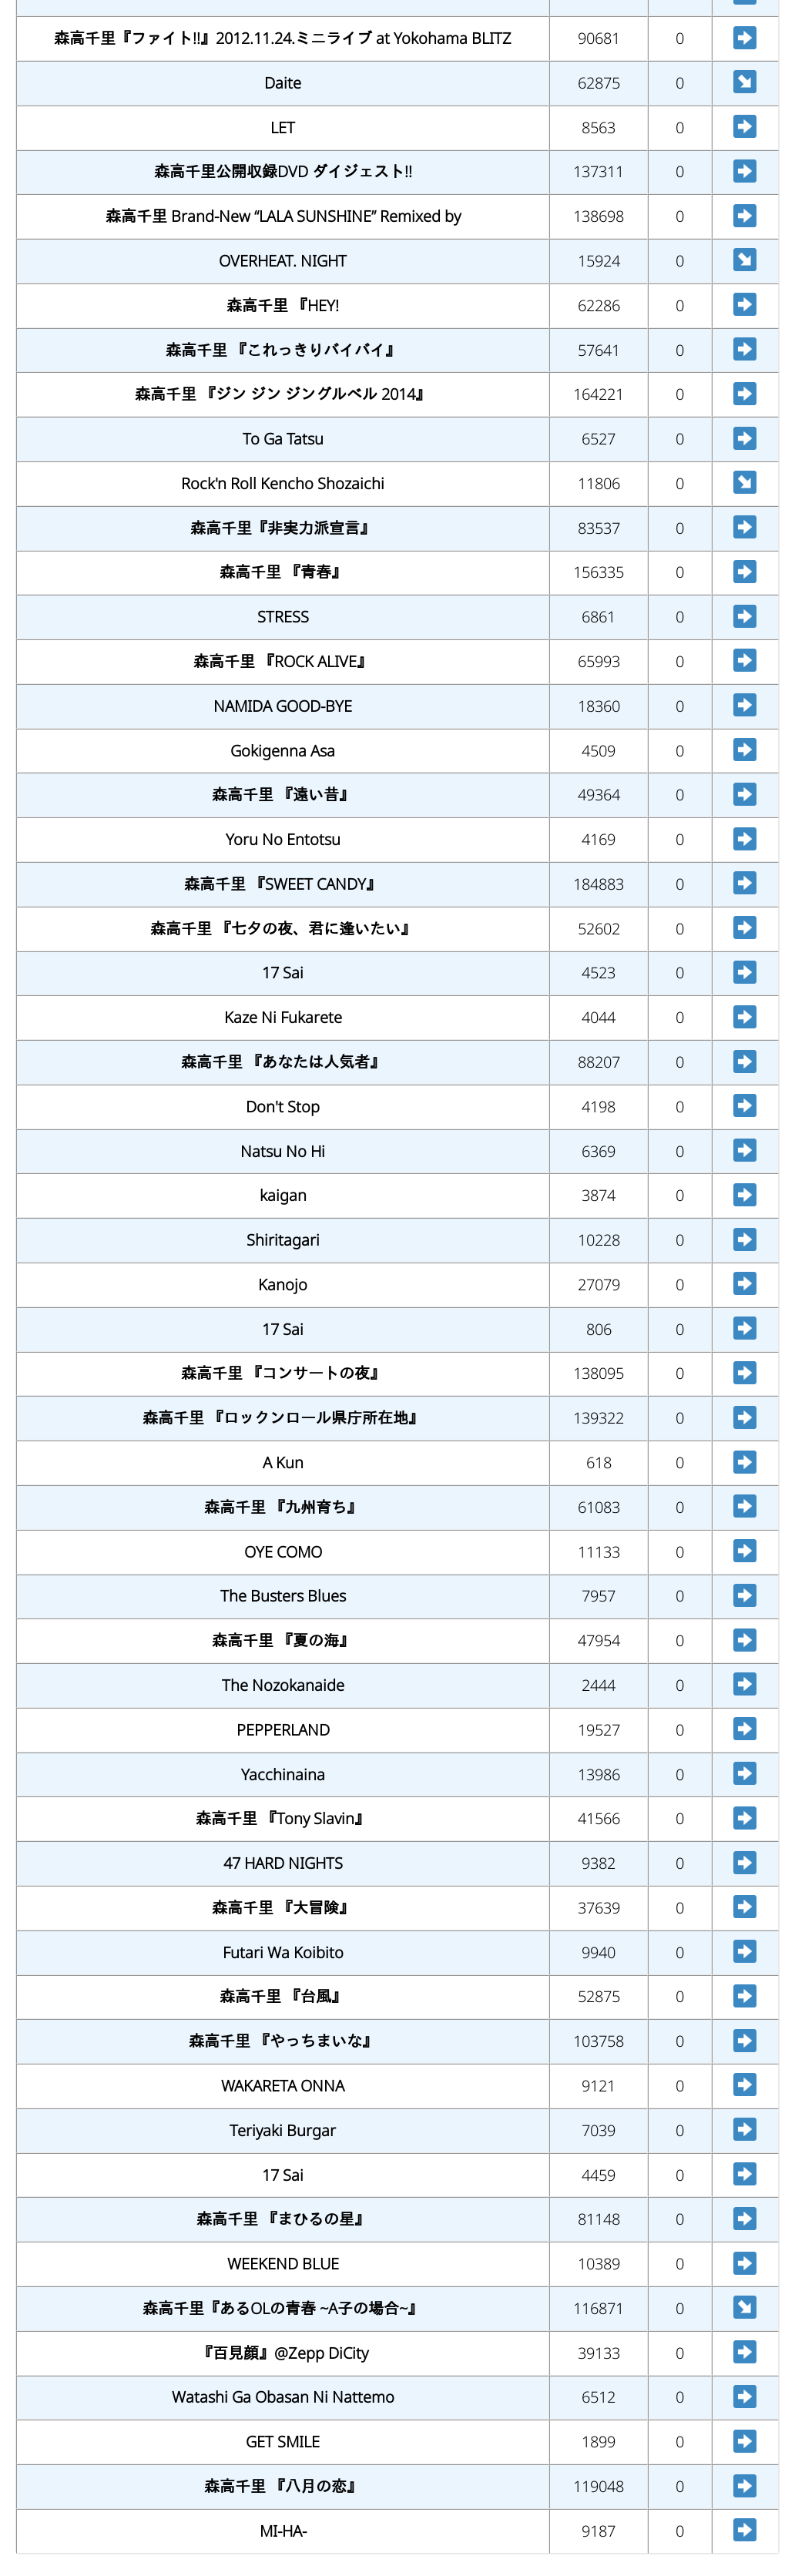 森高千里『ファイト!!』2012.11.24.ミニライブ at Yokohama BLITZ 90681 0
Daite 62875 0
LET 8563 0
森高千里公開収録DVD ダイジェスト!! 137311 0
森高千里 Brand-New “LALA SUNSHINE” Remixed by 138698 0
OVERHEAT. NIGHT 15924 0
森高千里 『HEY! 62286 0
森高千里 『これっきりバイバイ』 57641 0
森高千里 『ジン ジン ジングルベル 2014』 164221 0
To Ga Tatsu 6527 0
Rock'n Roll Kencho Shozaichi 11806 0
森高千里『非実力派宣言』 83537 0
森高千里 『青春』 156335 0
STRESS 6861 0
森高千里 『ROCK ALIVE』 65993 0
NAMIDA GOOD-BYE 18360 0
Gokigenna Asa 4509 0
森高千里 『遠い昔』 49364 0
Yoru No Entotsu 4169 0
森高千里 『SWEET CANDY』 184883 0
森高千里 『七夕の夜、君に逢いたい』 52602 0
17 Sai 4523 0
Kaze Ni Fukarete 4044 0
森高千里 『あなたは人気者』 88207 0
Don't Stop 4198 0
Natsu No Hi 6369 0
kaigan 3874 0
Shiritagari 10228 0
Kanojo 27079 0
17 Sai 806 0
森高千里 『コンサートの夜』 138095 0
森高千里 『ロックンロール県庁所在地』 139322 0
A Kun 618 0
森高千里 『九州育ち』 61083 0
OYE COMO 11133 0
The Busters Blues 7957 0
森高千里 『夏の海』 47954 0
The Nozokanaide 2444 0
PEPPERLAND 19527 0
Yacchinaina 13986 0
森高千里 『Tony Slavin』 41566 0
47 HARD NIGHTS 9382 0
森高千里 『大冒険』 37639 0
Futari Wa Koibito 9940 0
森高千里 『台風』 52875 0
森高千里 『やっちまいな』 103758 0
WAKARETA ONNA 9121 0
Teriyaki Burgar 7039 0
17 Sai 4459 0
森高千里 『まひるの星』 81148 0
WEEKEND BLUE 10389 0
森高千里『あるOLの青春 ~A子の場合~』 116871 0
『百見顔』@Zepp DiCity 39133 0
Watashi Ga Obasan Ni Nattemo 6512 0
GET SMILE 1899 0
森高千里 『八月の恋』 119048 0
MI-HA- 9187 0